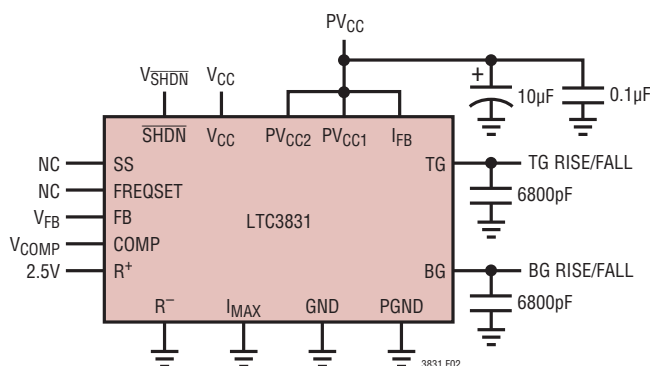 PVCC
VSHDN VCC
10µF 0.1µF
SHDN VCC PVCC2 PVCC1 IFB
NC SS TG TG RISE/FALL
NC FREQSET 6800pF
VFB FB LTC3831
VCOMP COMP
2.5V R+ BG BG RISE/FALL
6800pF
R– IMAX GND PGND
3831 F02